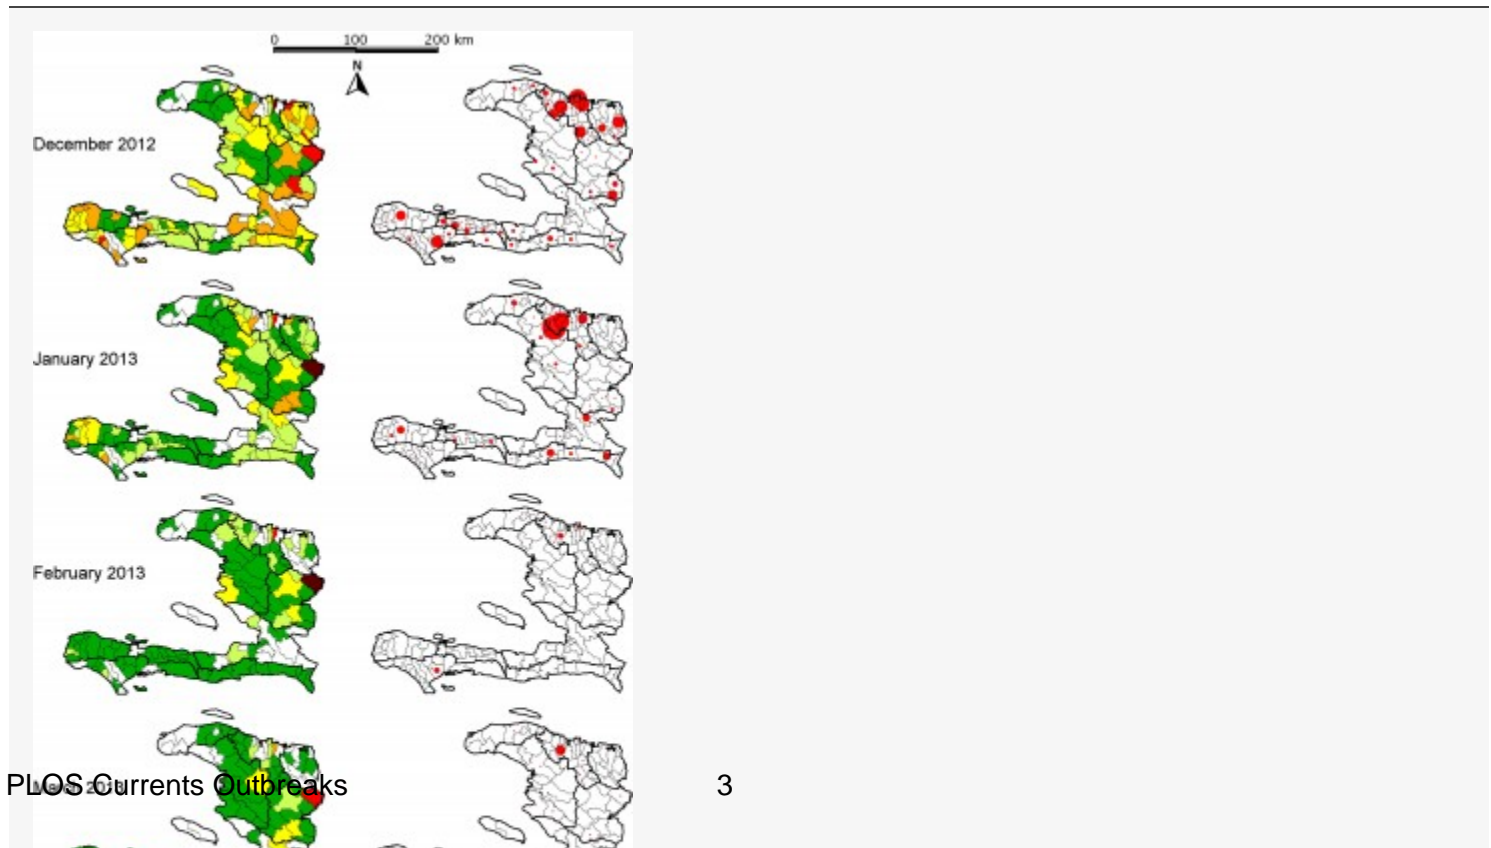 0 100 200 km
N
December 2012
January 2013
February 2013
PLOS Currents Outbreaks 3